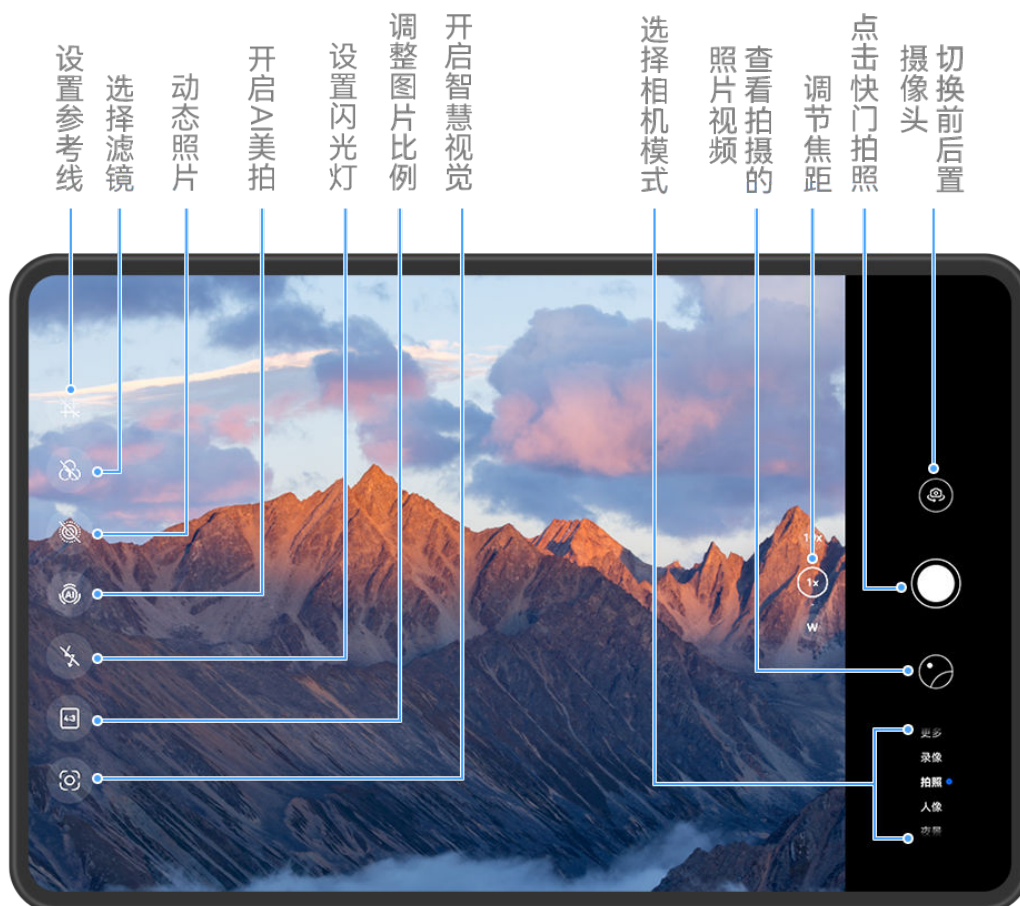 设置参考线
选择滤镜
动态照片
开启AI美拍
设置闪光灯
调整图片比例
开启智慧视觉
选择相机模式
查看拍摄的
照片视频
调节焦距
点击快门拍照
切换前后置
摄像头
AI
4:3
10x
1x
W
更多
录像
拍照
人像
夜景